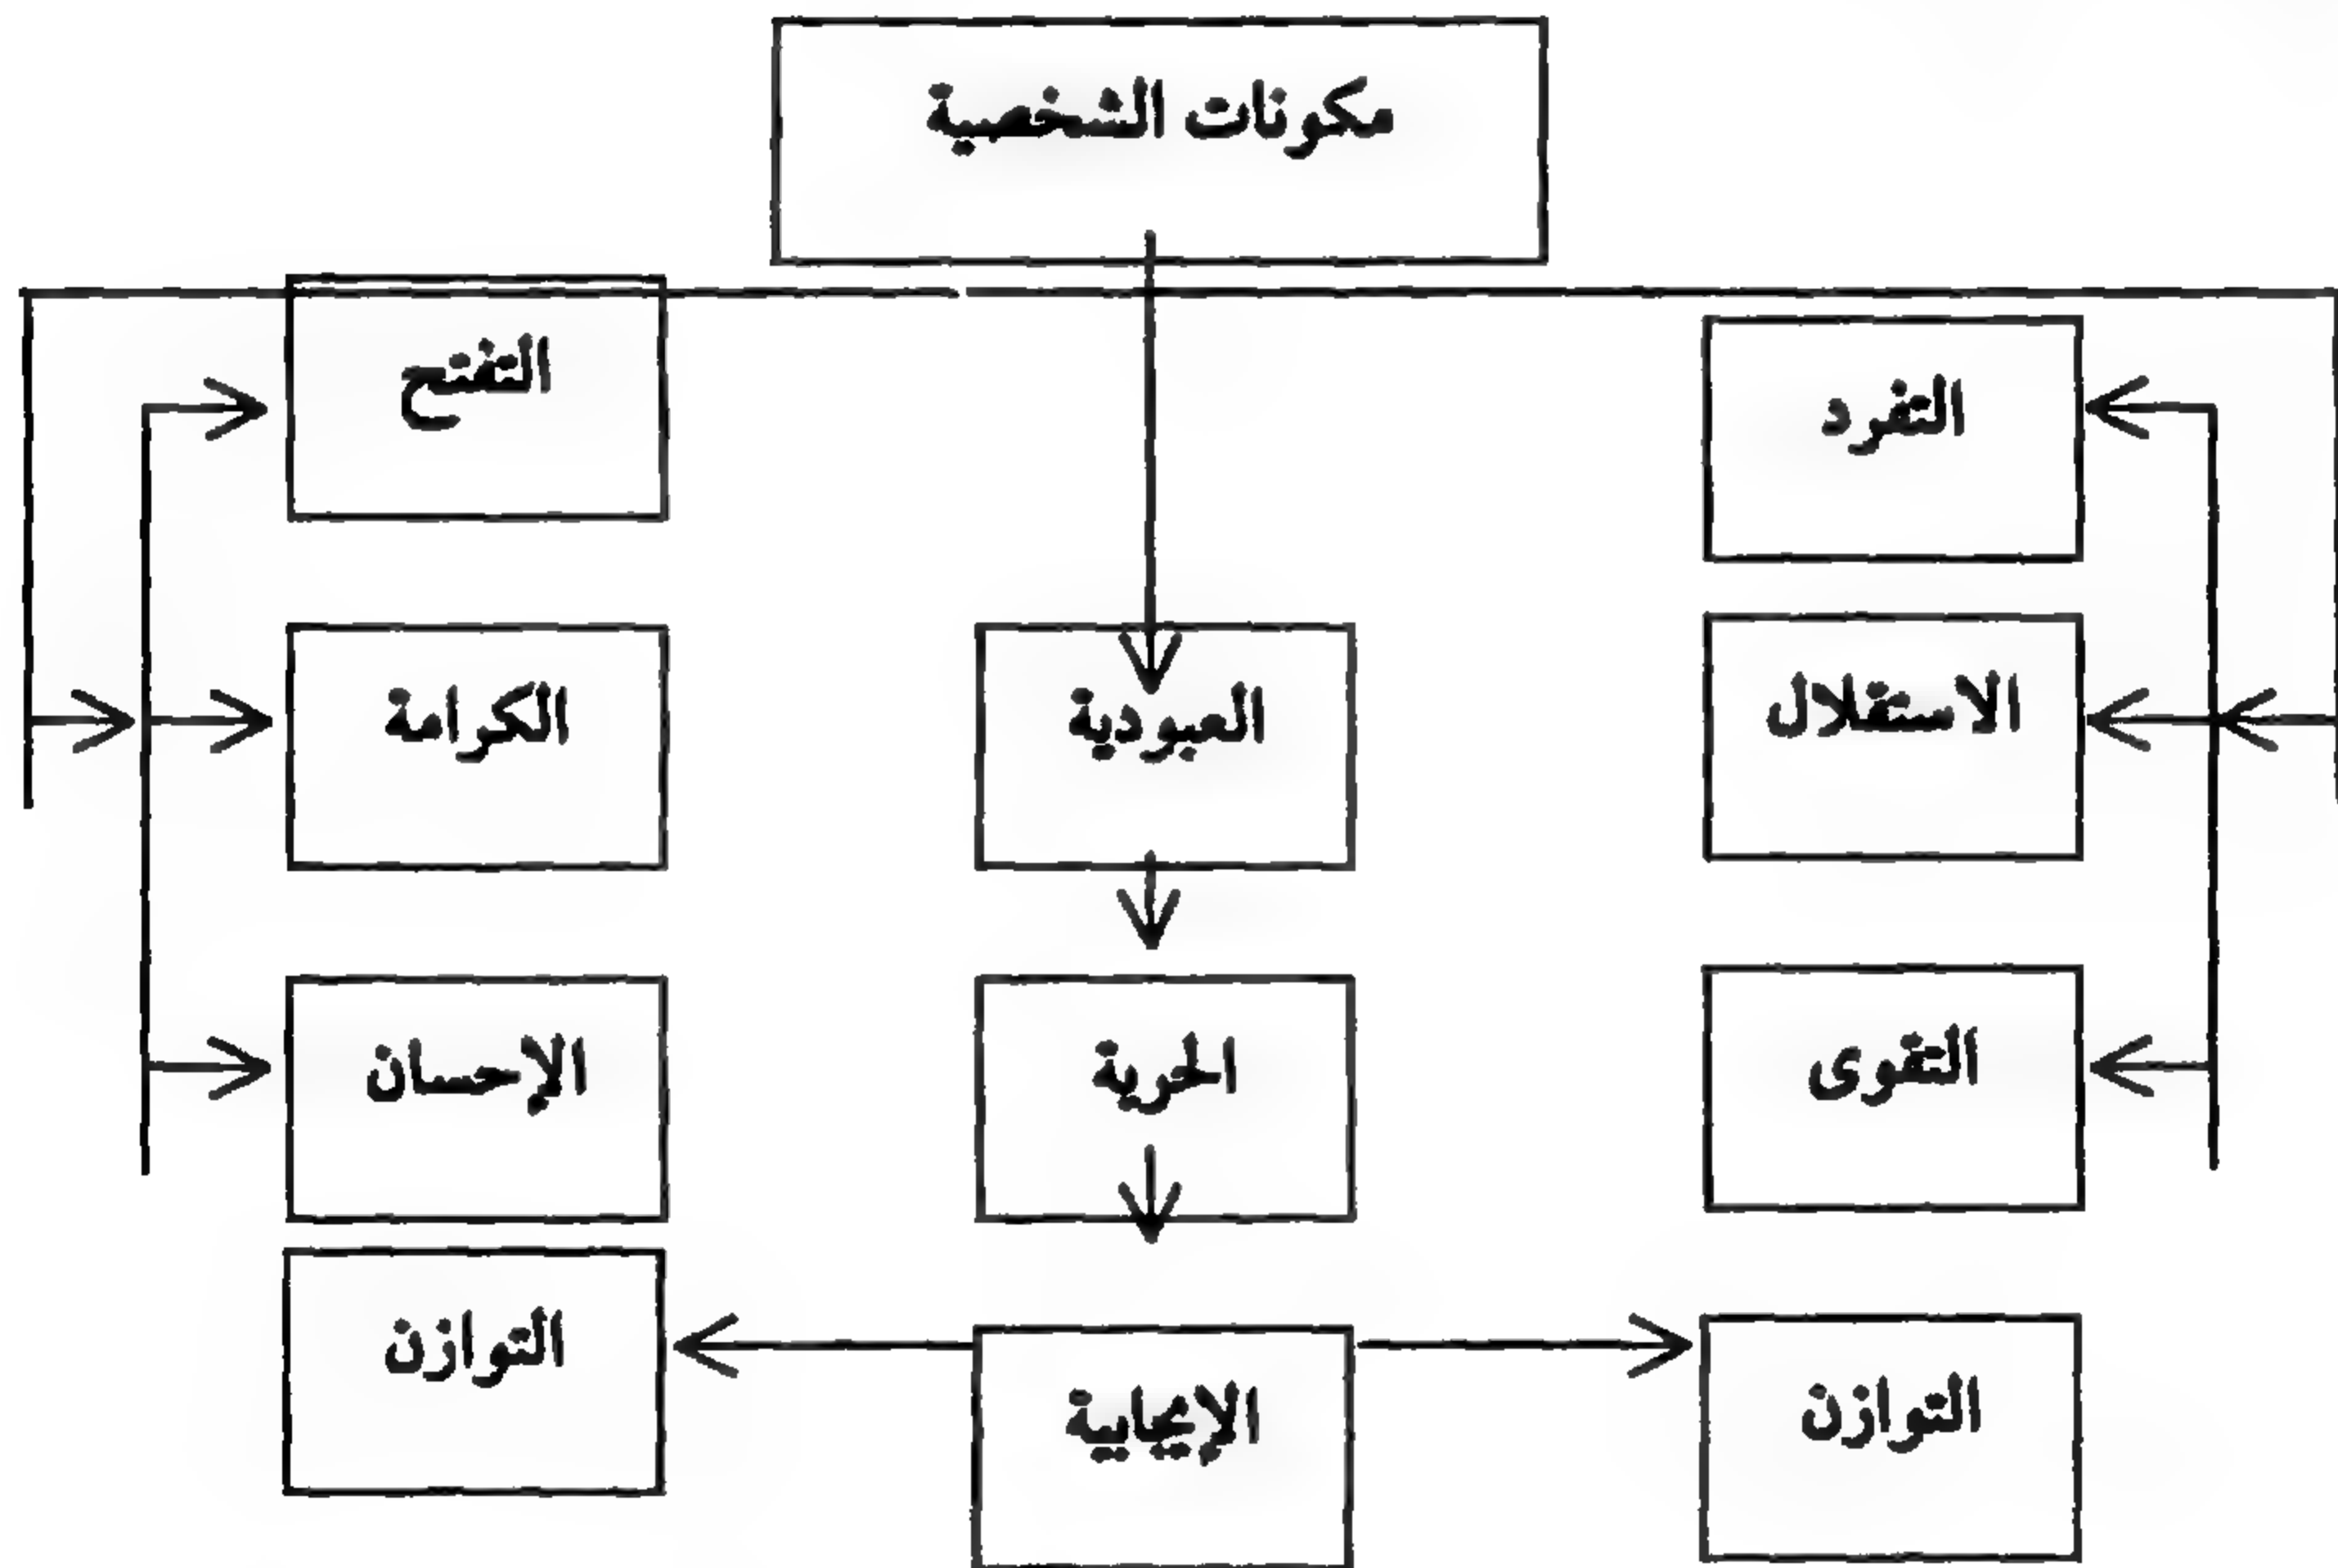 مكونات الشخصية
التفرد
التفتح
الاستقلال
العبودية
الكرامة
التقوى
الحرية
الإحسان
التوازن
الإيجابية
التوازن